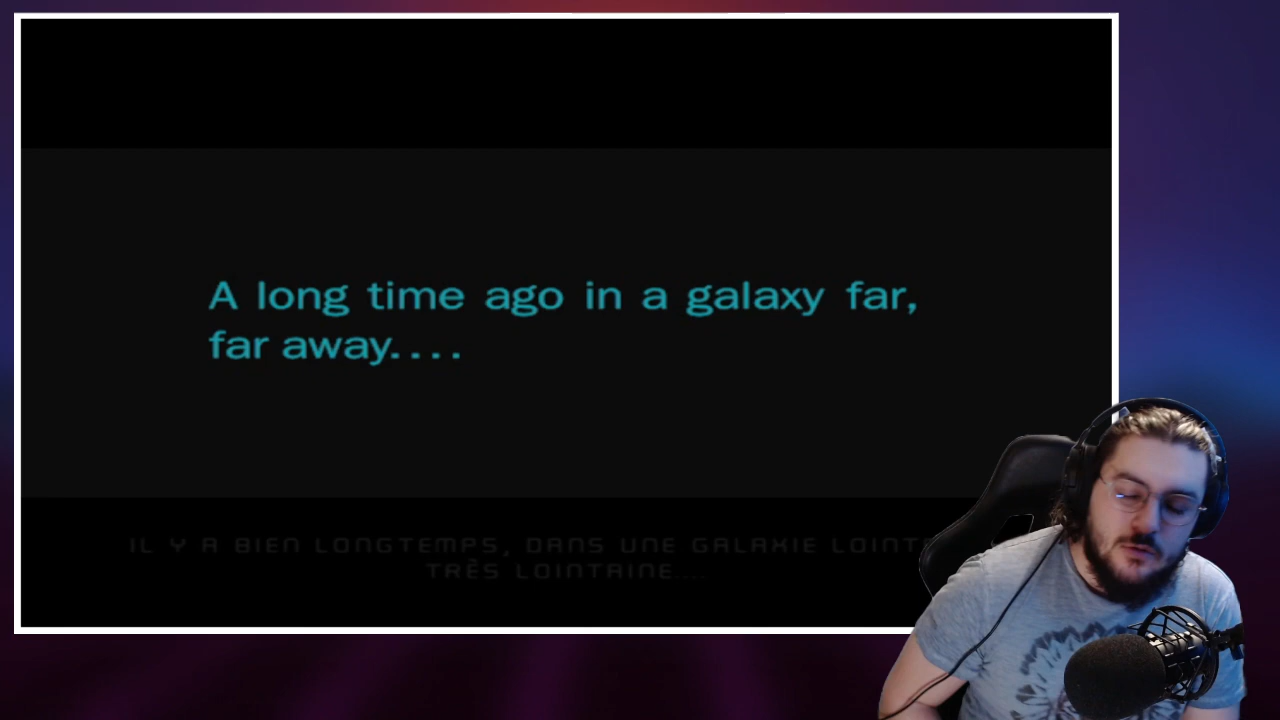 A long time ago in a galaxy far,
far away....
IL Y A BIEN LONGTEMPS, DANS UNE GALAXIE
TRÈS LOINTAINE....